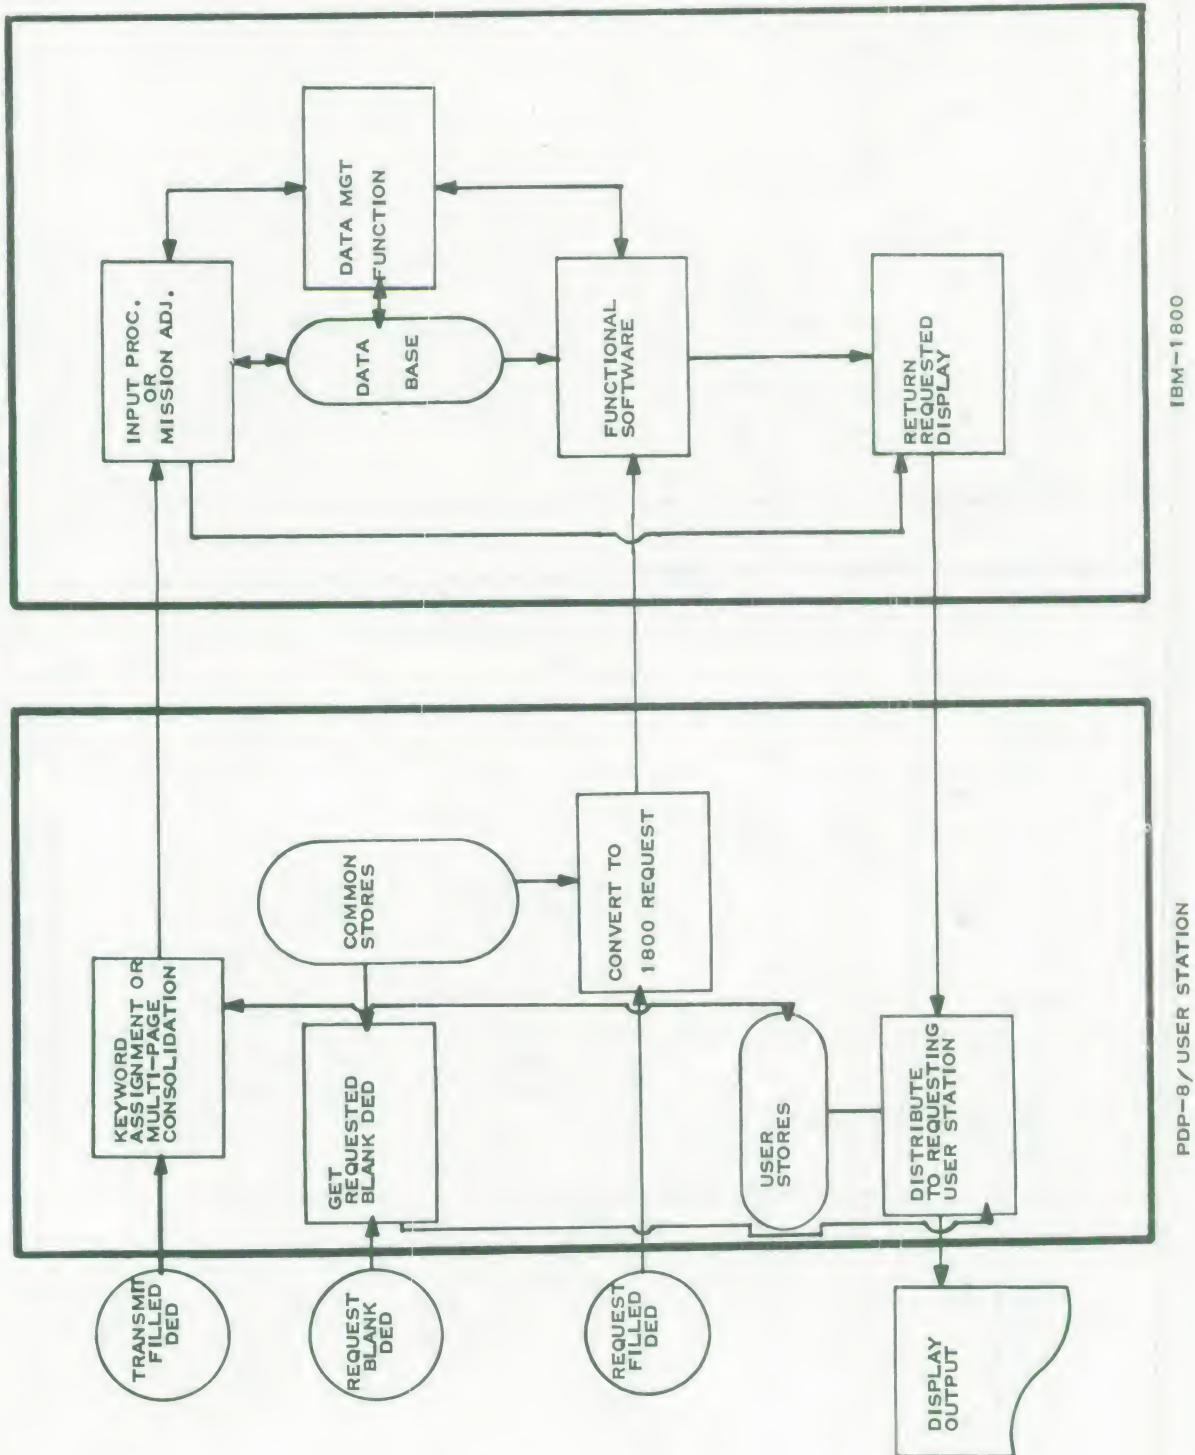 TRANSMIT
FILLED
DED
KEYWORD
ASSIGNMENT OR
MULTI-PAGE
CONSOLIDATION
INPUT PROC.
OR
MISSION ADJ.
REQUEST
BLANK
DED
GET
REQUESTED
BLANK DED
COMMON
STORES
DATA
BASE
DATA MGT
FUNCTION
REQUEST
FILLED
DED
CONVERT TO
1800 REQUEST
FUNCTIONAL
SOFTWARE
USER
STORES
DISPLAY
OUTPUT
DISTRIBUTE
TO REQUESTING
USER STATION
RETURN
REQUESTED
DISPLAY
PDP-8/USER STATION
IBM-1800